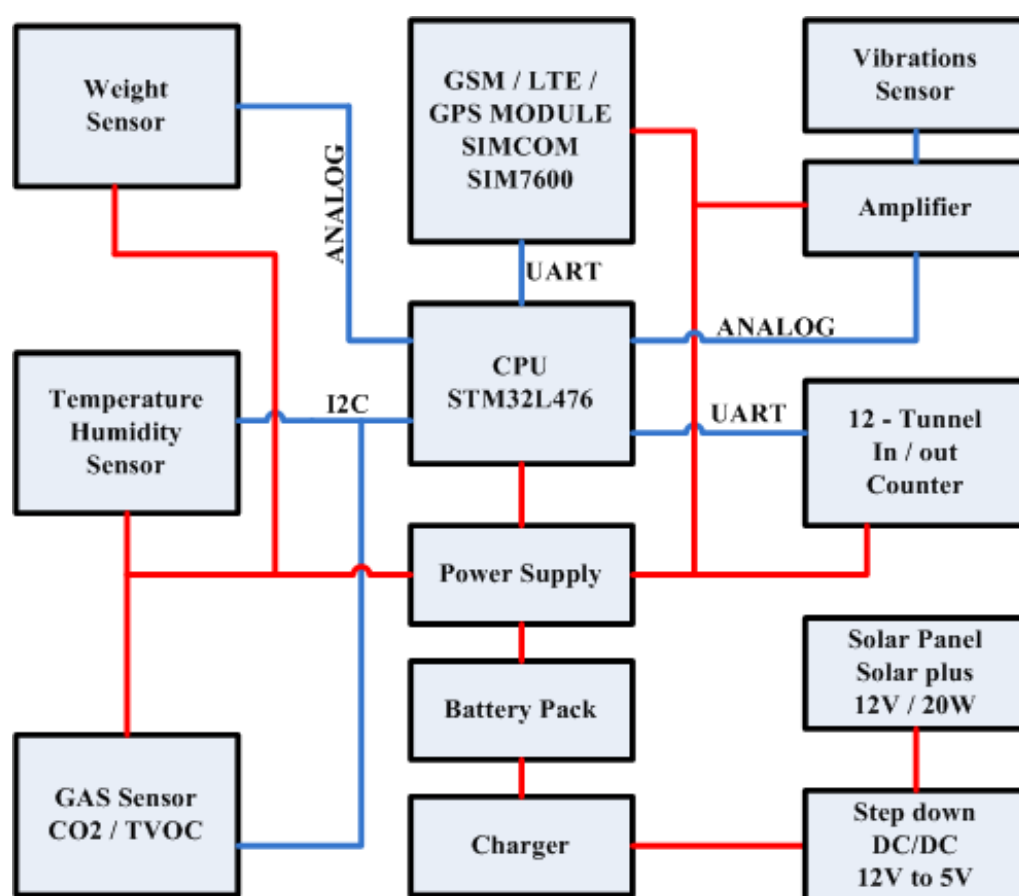 Weight
Sensor
GSM / LTE /
GPS MODULE
SIMCOM
SIM7600
Vibrations
Sensor
Amplifier
ANALOG
UART
ANALOG
CPU
STM32L476
Temperature
Humidity
Sensor
I2C
UART
12 - Tunnel
In / out
Counter
Power Supply
Solar Panel
Solar plus
12V / 20W
Battery Pack
GAS Sensor
CO2 / TVOC
Charger
Step down
DC/DC
12V to 5V